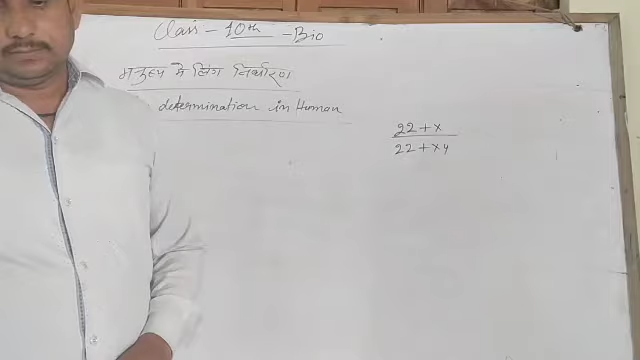 Class - 10th - Bio
मनुष्य में लिंग निर्धारण
determination in Human
22 + x
22 + xy